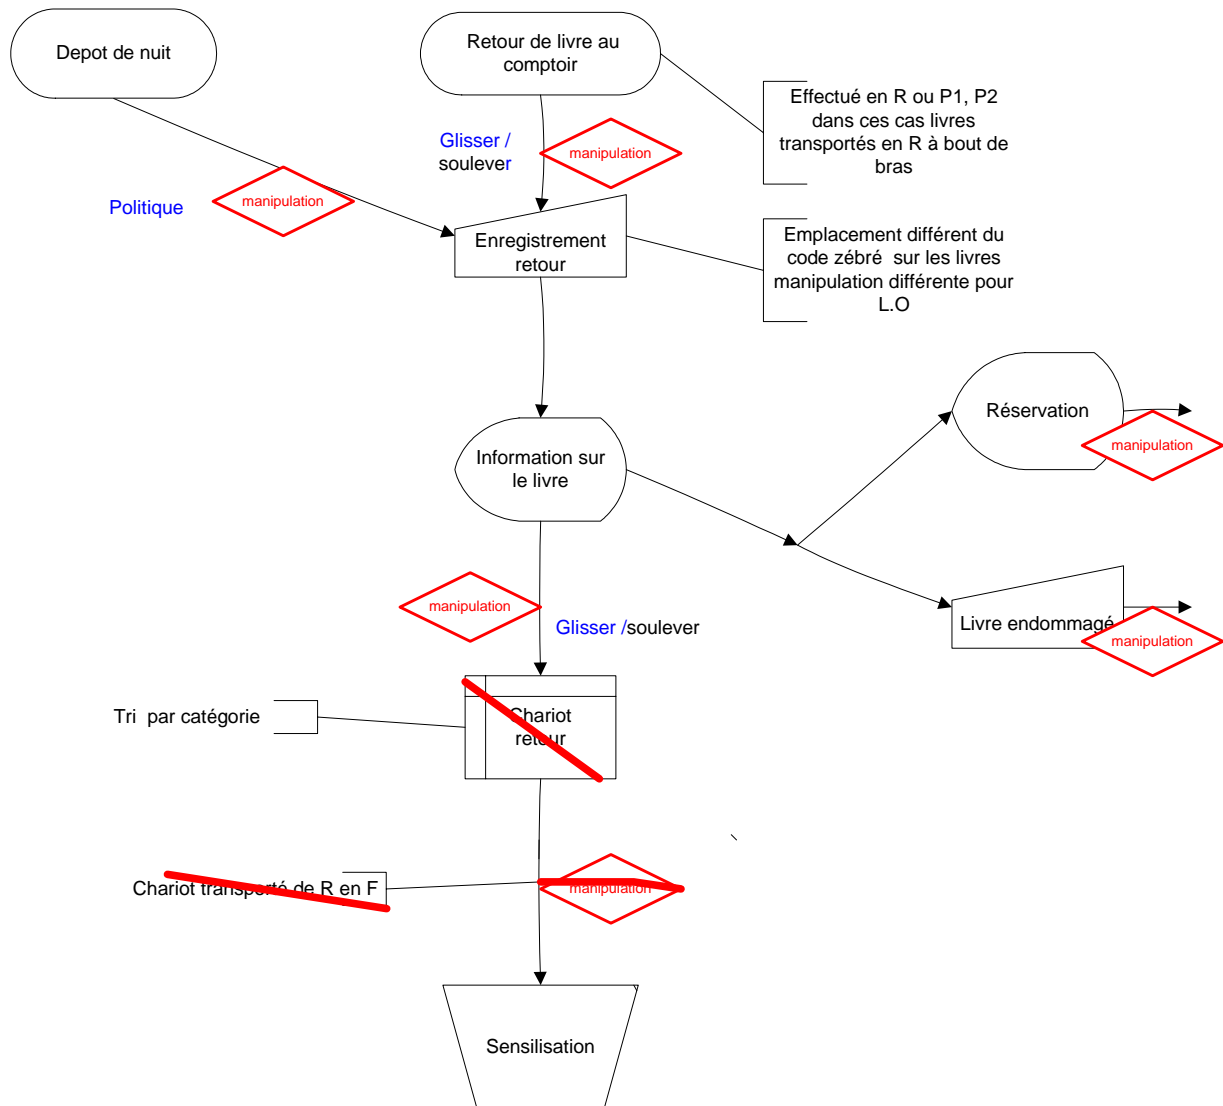 Depot de nuit
Retour de livre au
comptoir
Effectué en R ou P1, P2
dans ces cas livres
transportés en R à bout de
bras
Glisser /
soulever
manipulation
Politique
manipulation
Enregistrement
retour
Emplacement différent du
code zébré  sur les livres
manipulation différente pour
L.O
Réservation
manipulation
Information sur
le livre
manipulation
Glisser /soulever
Livre endommagé
manipulation
Tri  par catégorie
Chariot
retour
Chariot transporté de R en F
manipulation
Sensilisation